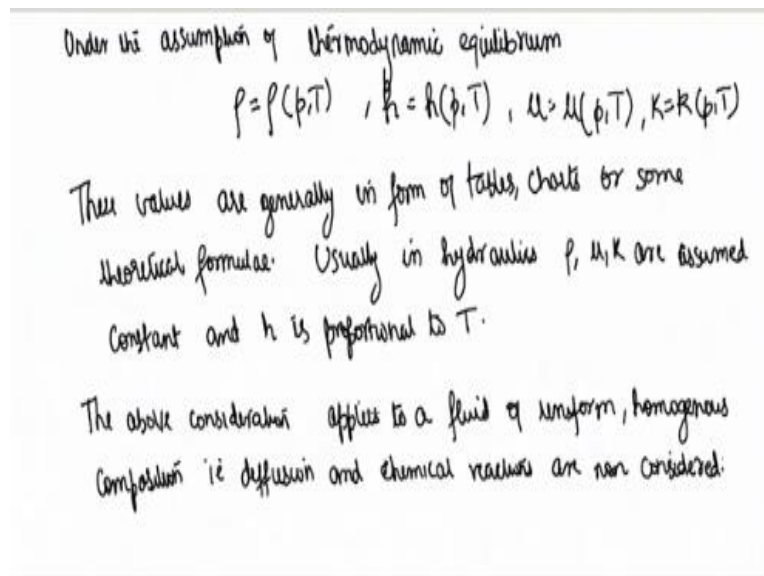 Under the assumption of thermodynamic equilibrium
ρ = ρ(p,T) , h = h(p,T) , μ = μ(p,T), K = K(p,T)
These values are generally in form of tables, charts or some
theoretical formulae. Usually in hydraulics ρ, μ, K are assumed
constant and h is proportional to T.
The above consideration applies to a fluid of uniform, homogenous
composition ie diffusion and chemical reactions are non considered.